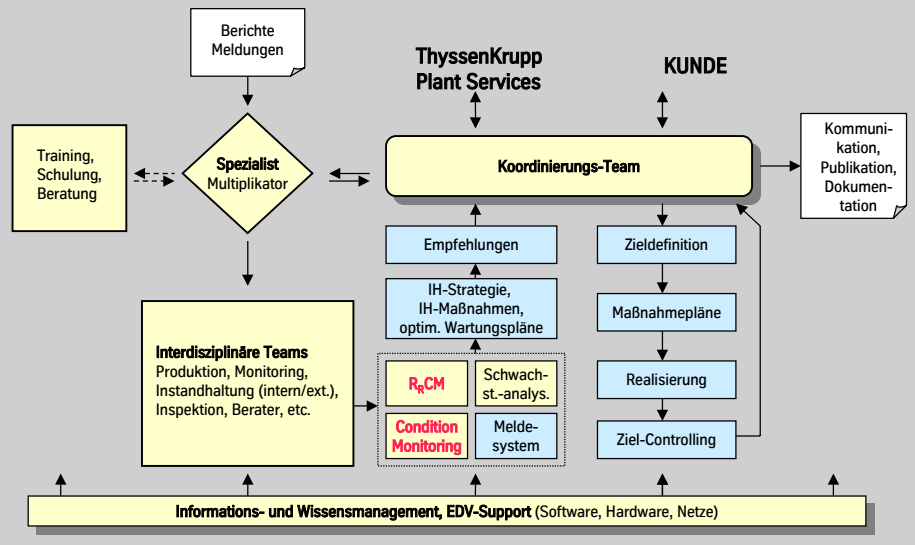 Berichte
Meldungen
ThyssenKrupp
Plant Services
KUNDE
Training,
Schulung,
Beratung
Spezialist
Multiplikator
Koordinierungs-Team
Kommuni-
kation,
Publikation,
Dokumen-
tation
Empfehlungen
IH-Strategie,
IH-Maßnahmen,
optim. Wartungspläne
Zieldefinition
Maßnahmepläne
Realisierung
Ziel-Controlling
Interdisziplinäre Teams
Produktion, Monitoring,
Instandhaltung (intern/ext.),
Inspektion, Berater, etc.
RRCM
Schwach-
st.-analys.
Condition
Monitoring
Melde-
system
Informations- und Wissensmanagement, EDV-Support (Software, Hardware, Netze)